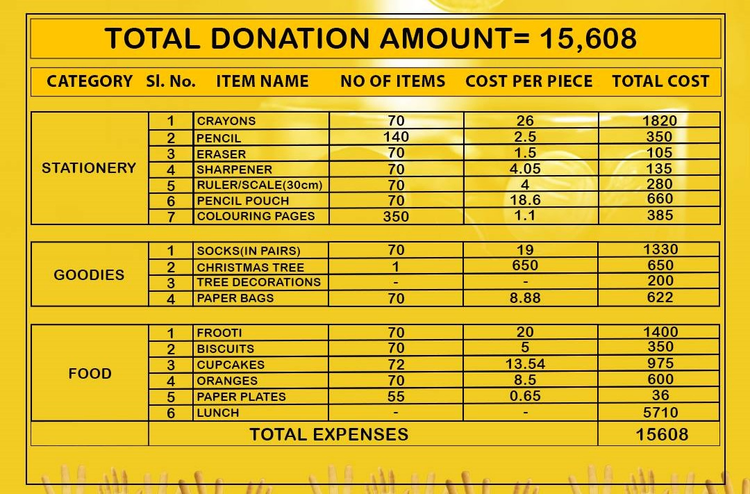 TOTAL DONATION AMOUNT= 15,608
CATEGORY Sl. No. ITEM NAME NO OF ITEMS COST PER PIECE TOTAL COST
STATIONERY
1 CRAYONS 70 26 1820
2 PENCIL 140 2.5 350
3 ERASER 70 1.5 105
4 SHARPENER 70 4.05 135
5 RULER/SCALE(30cm) 70 4 280
6 PENCIL POUCH 70 18.6 660
7 COLOURING PAGES 350 1.1 385
GOODIES
1 SOCKS(IN PAIRS) 70 19 1330
2 CHRISTMAS TREE 1 650 650
3 TREE DECORATIONS - - 200
4 PAPER BAGS 70 8.88 622
FOOD
1 FROOTI 70 20 1400
2 BISCUITS 70 5 350
3 CUPCAKES 72 13.54 975
4 ORANGES 70 8.5 600
5 PAPER PLATES 55 0.65 36
6 LUNCH - - 5710
TOTAL EXPENSES 15608